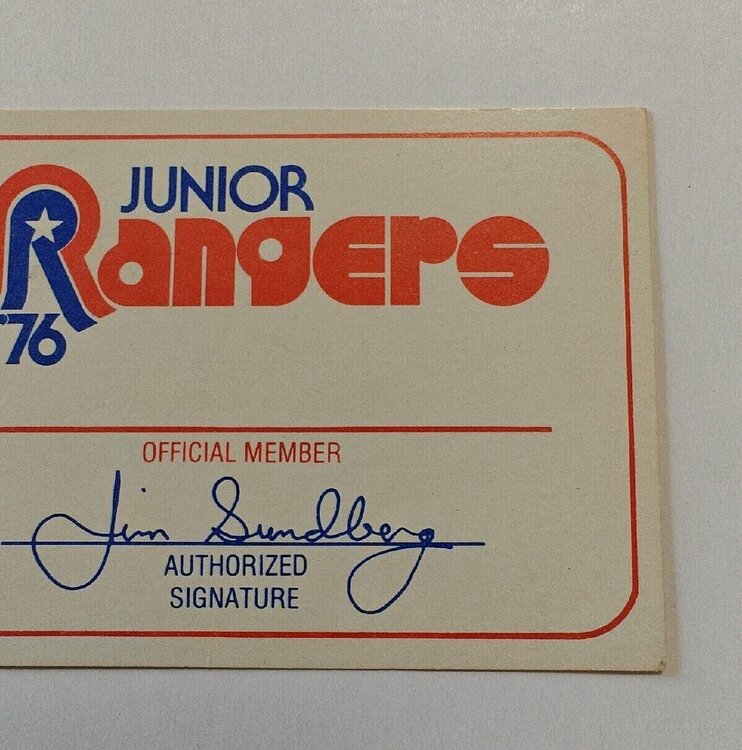 JUNIOR
Rangers
'76
OFFICIAL MEMBER
Jim Sundberg
AUTHORIZED
SIGNATURE